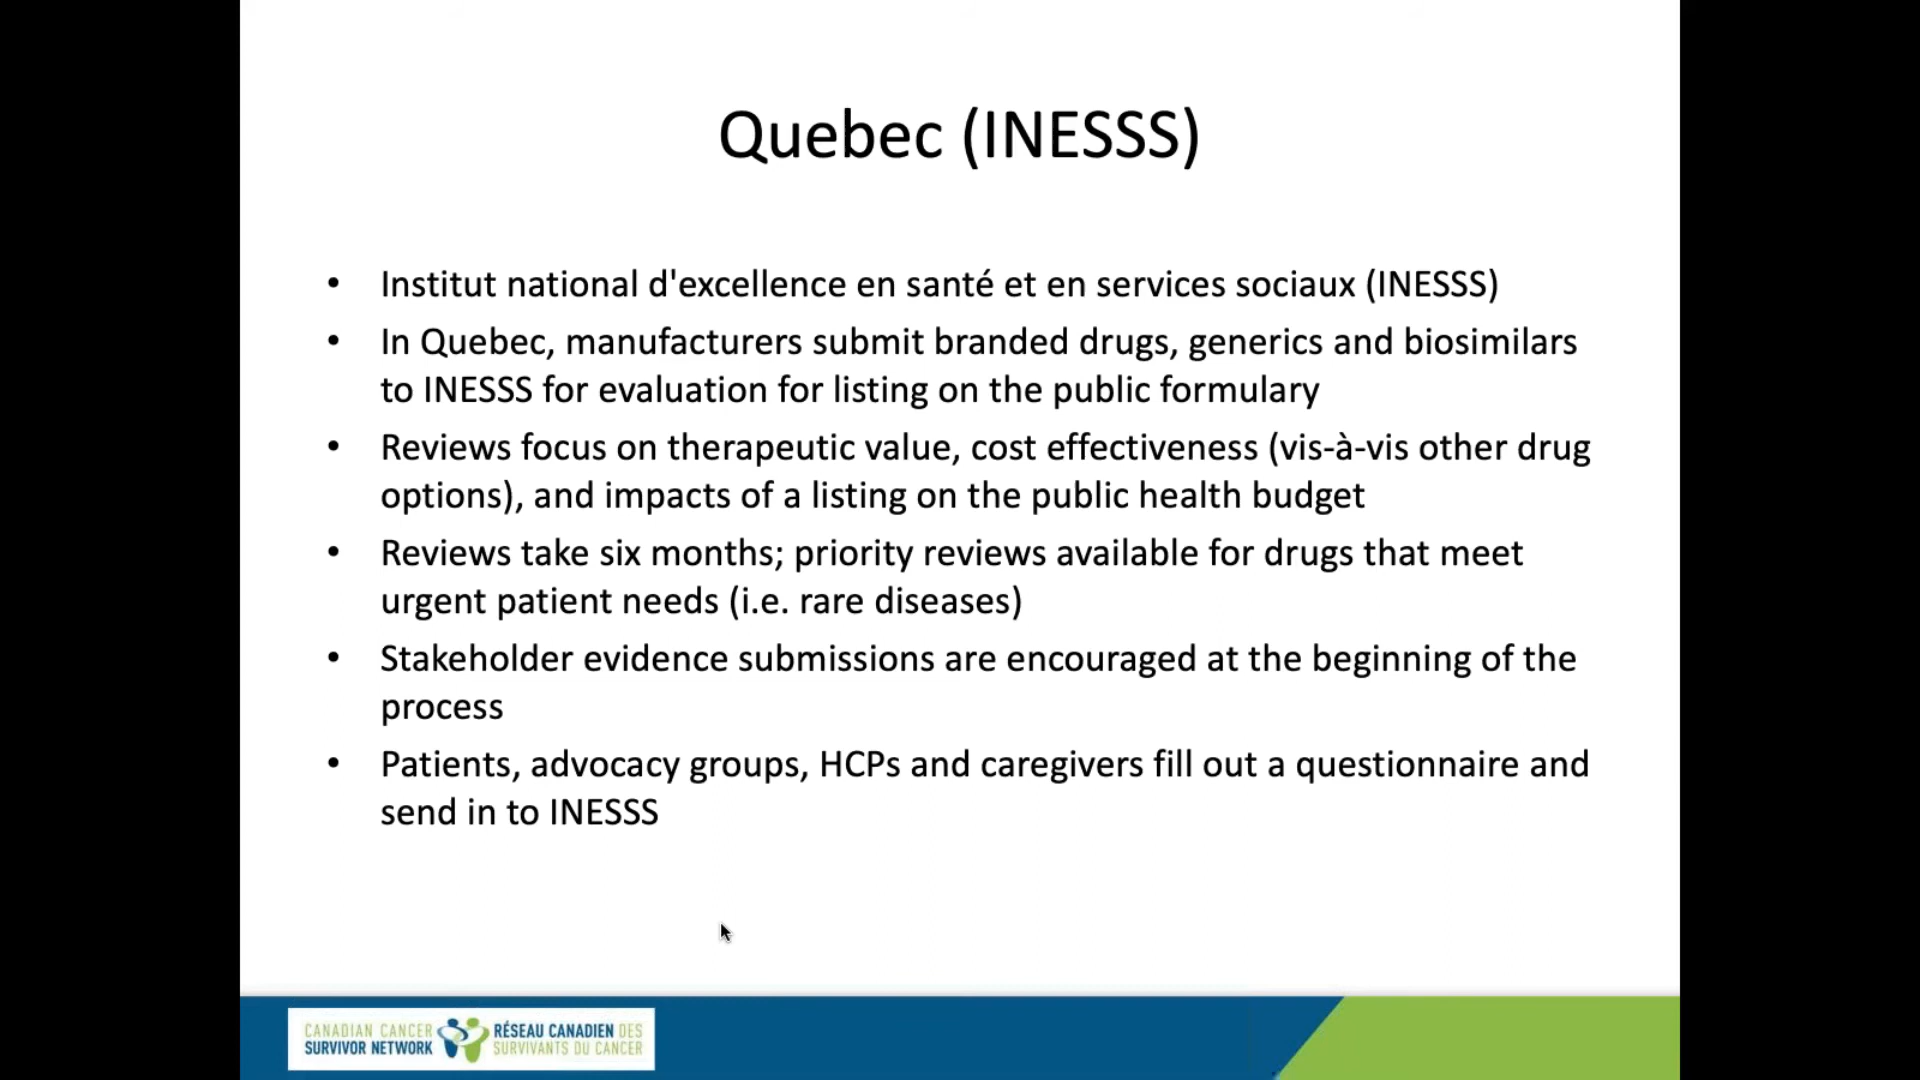 Quebec (INESSS)
• Institut national d'excellence en santé et en services sociaux (INESSS)
• In Quebec, manufacturers submit branded drugs, generics and biosimilars
to INESSS for evaluation for listing on the public formulary
• Reviews focus on therapeutic value, cost effectiveness (vis-à-vis other drug
options), and impacts of a listing on the public health budget
• Reviews take six months; priority reviews available for drugs that meet
urgent patient needs (i.e. rare diseases)
• Stakeholder evidence submissions are encouraged at the beginning of the
process
• Patients, advocacy groups, HCPs and caregivers fill out a questionnaire and
send in to INESSS
CANADIAN CANCER
SURVIVOR NETWORK
RÉSEAU CANADIEN DES
SURVIVANTS DU CANCER